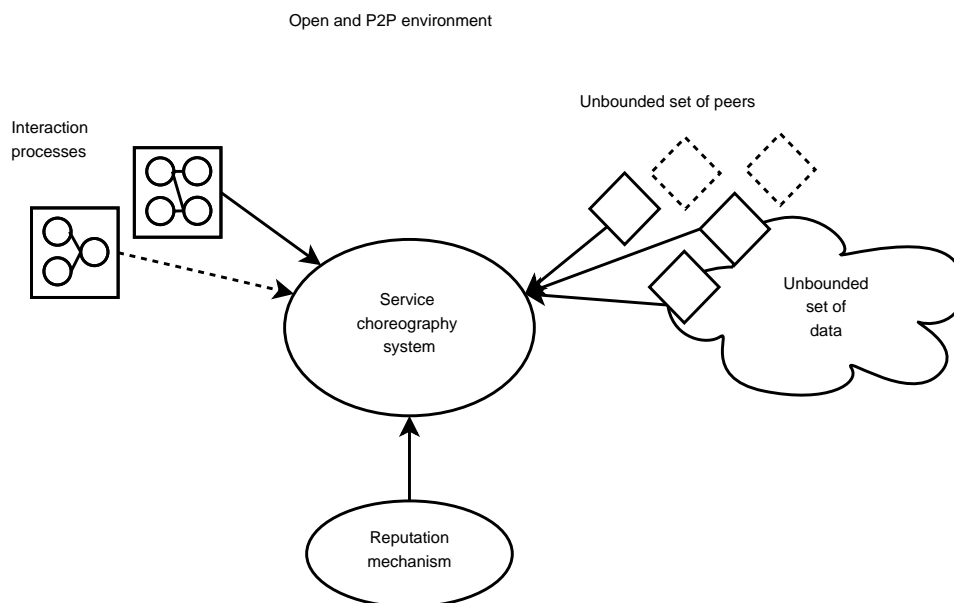 Open and P2P environment
Unbounded set of peers
Interaction
processes
Unbounded
set of
data
Service
choreography
system
Reputation
mechanism